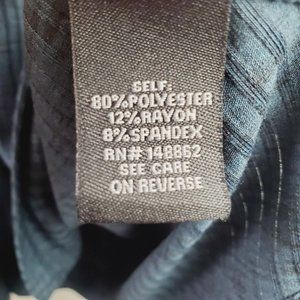 SELF:
80%POLYESTER
12%RAYON
8%SPANDEX
RN# 148862
SEE CARE
ON REVERSE